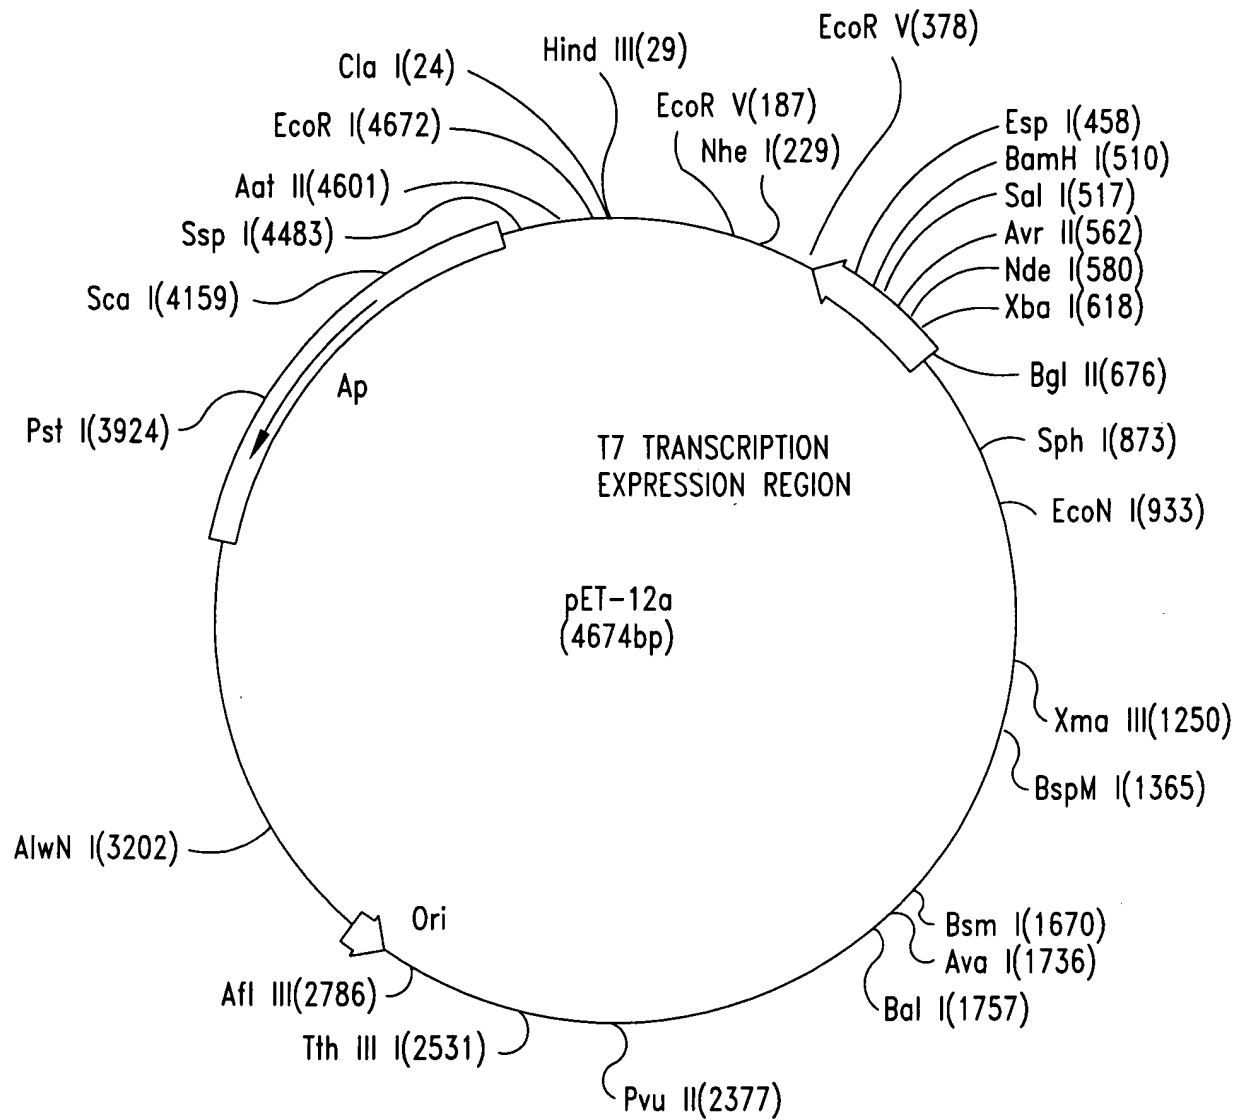 EcoR V(378)
Hind III(29)
Cla I(24)
EcoR V(187)
EcoR I(4672)
Esp I(458)
Nhe I(229)
BamH I(510)
Aat II(4601)
Sal I(517)
Ssp I(4483)
Avr II(562)
Nde I(580)
Sca I(4159)
Xba I(618)
Bgl II(676)
Ap
Pst I(3924)
Sph I(873)
T7 TRANSCRIPTION
EXPRESSION REGION
EcoN I(933)
pET-12a
(4674bp)
Xma III(1250)
BspM I(1365)
AlwN I(3202)
Ori
Bsm I(1670)
Ava I(1736)
Afl III(2786)
Bal I(1757)
Tth III I(2531)
Pvu II(2377)